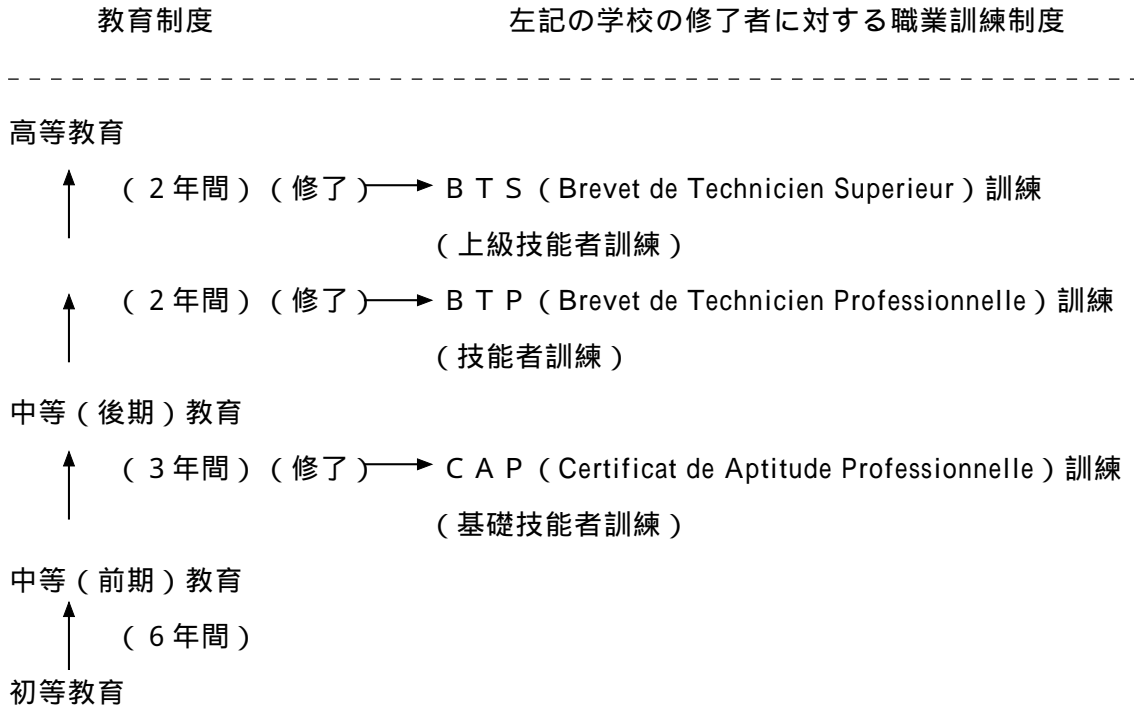 教育制度 左記の学校の修了者に対する職業訓練制度
高等教育
(2年間)(修了) BTS(Brevet de Technicien Superieur)訓練
(上級技能者訓練)
(2年間)(修了) BTP(Brevet de Technicien Professionnelle)訓練
(技能者訓練)
中等(後期)教育
(3年間)(修了) CAP(Certificat de Aptitude Professionnelle)訓練
(基礎技能者訓練)
中等(前期)教育
(6年間)
初等教育